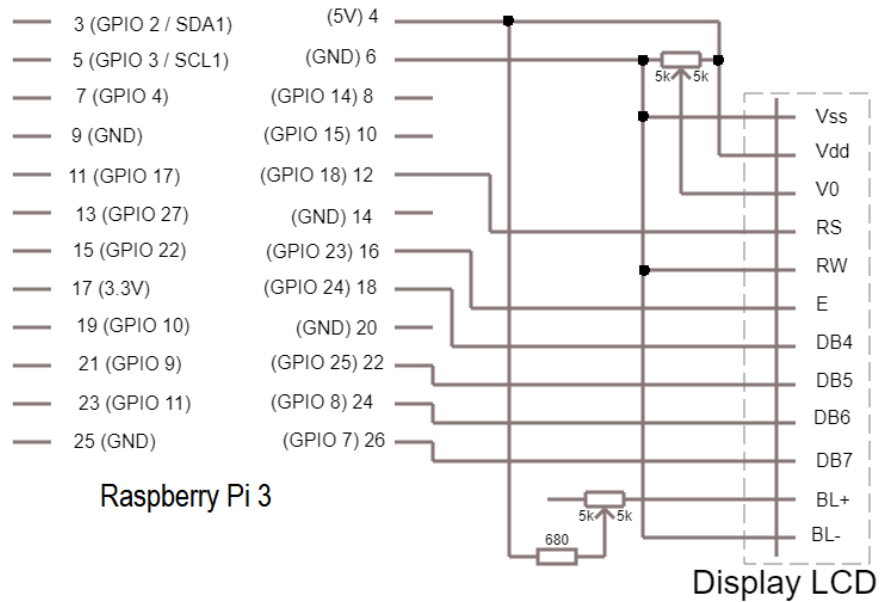 3 (GPIO 2 / SDA1)
5 (GPIO 3 / SCL1)
7 (GPIO 4)
9 (GND)
11 (GPIO 17)
13 (GPIO 27)
15 (GPIO 22)
17 (3.3V)
19 (GPIO 10)
21 (GPIO 9)
23 (GPIO 11)
25 (GND)
(5V) 4
(GND) 6
(GPIO 14) 8
(GPIO 15) 10
(GPIO 18) 12
(GND) 14
(GPIO 23) 16
(GPIO 24) 18
(GND) 20
(GPIO 25) 22
(GPIO 8) 24
(GPIO 7) 26
Raspberry Pi 3
5k 5k
5k 5k
680
Vss
Vdd
V0
RS
RW
E
DB4
DB5
DB6
DB7
BL+
BL-
Display LCD